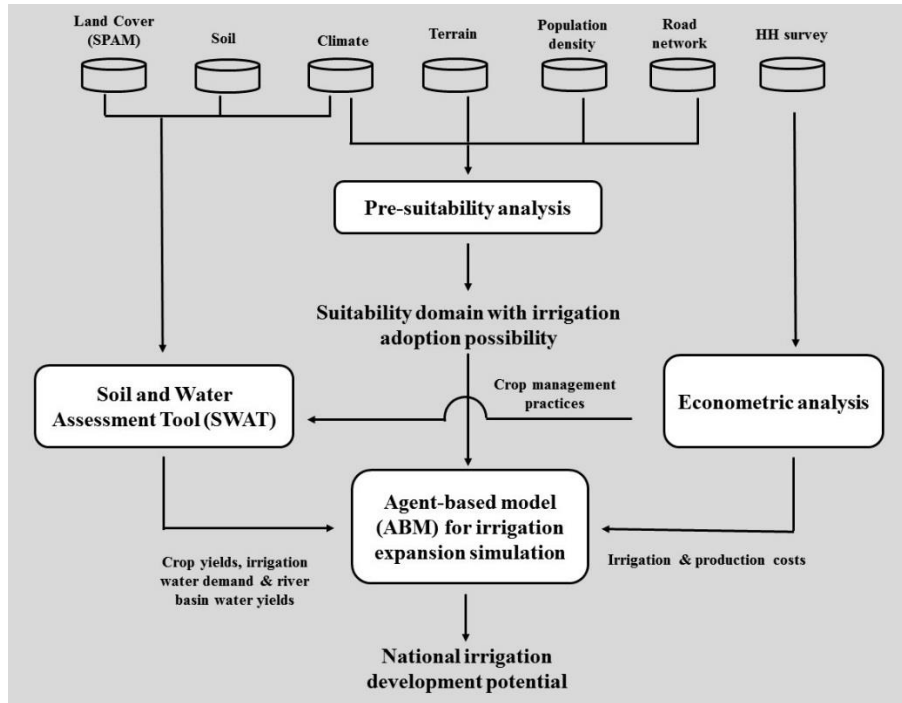 Land Cover
(SPAM)
Soil
Climate
Terrain
Population
density
Road
network
HH survey
Pre-suitability analysis
Suitability domain with irrigation
adoption possibility
Crop management
practices
Soil and Water
Assessment Tool (SWAT)
Econometric analysis
Agent-based model
(ABM) for irrigation
expansion simulation
Crop yields, irrigation
water demand & river
basin water yields
Irrigation & production costs
National irrigation
development potential